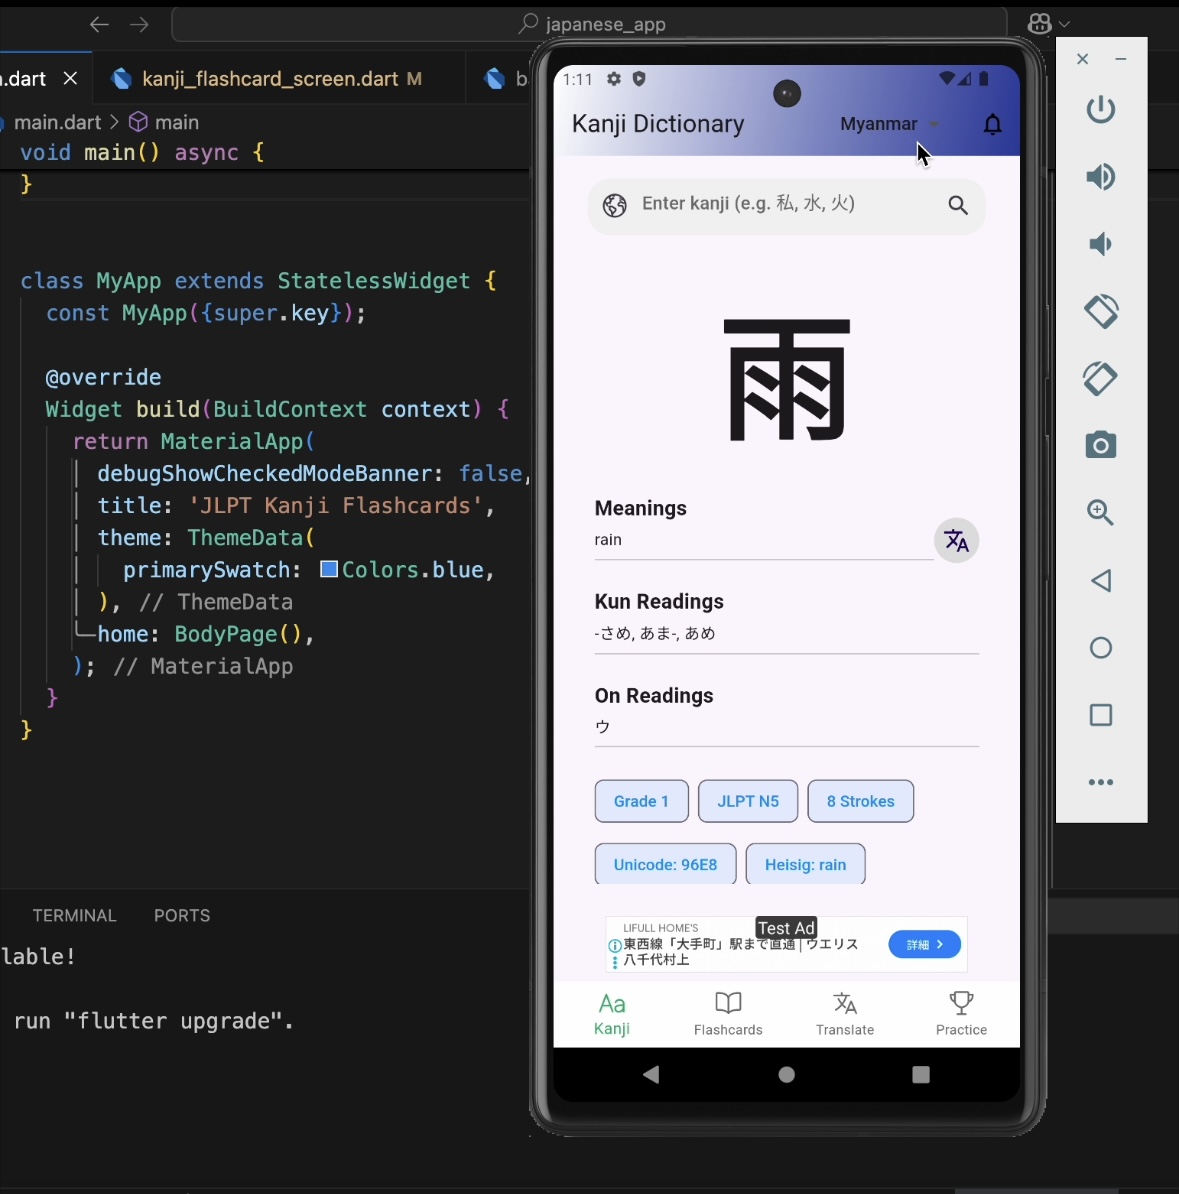 japanese_app
.dart
kanji_flashcard_screen.dart M
b
main.dart > main
void main() async {
}
class MyApp extends StatelessWidget {
const MyApp({super.key});
@override
Widget build(BuildContext context) {
return MaterialApp(
debugShowCheckedModeBanner: false,
title: 'JLPT Kanji Flashcards',
theme: ThemeData(
primarySwatch: Colors.blue,
), // ThemeData
home: BodyPage(),
); // MaterialApp
}
}
TERMINAL PORTS
lable!
run "flutter upgrade".
1:11
Kanji Dictionary
Myanmar
Enter kanji (e.g. 私, 水, 火)
雨
Meanings
rain
Kun Readings
-さめ, あま-, あめ
On Readings
ウ
Grade 1
JLPT N5
8 Strokes
Unicode: 96E8
Heisig: rain
Test Ad
LIFULL HOME'S
東西線「大手町」駅まで直通│ウエリス
八千代村上
詳細
Aa
Kanji
Flashcards
Translate
Practice